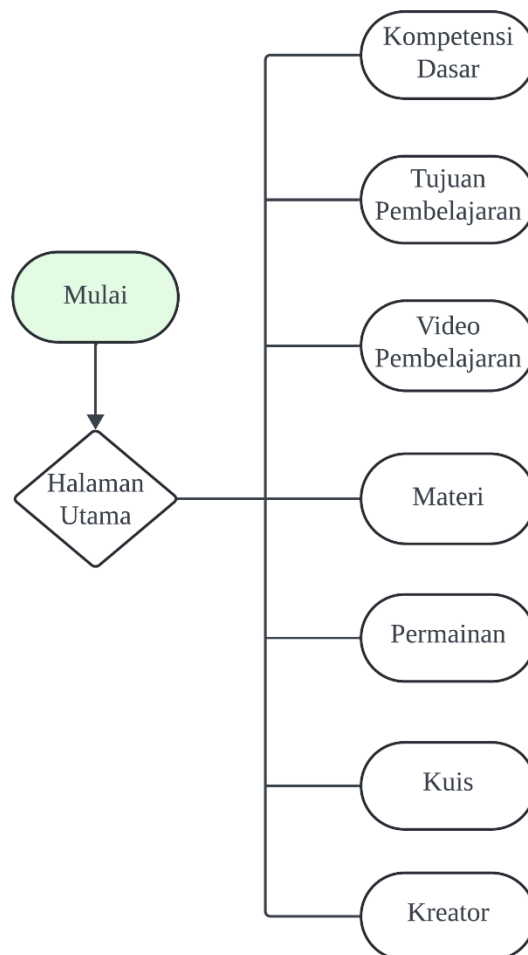 Mulai
Halaman
Utama
Kompetensi
Dasar
Tujuan
Pembelajaran
Video
Pembelajaran
Materi
Permainan
Kuis
Kreator